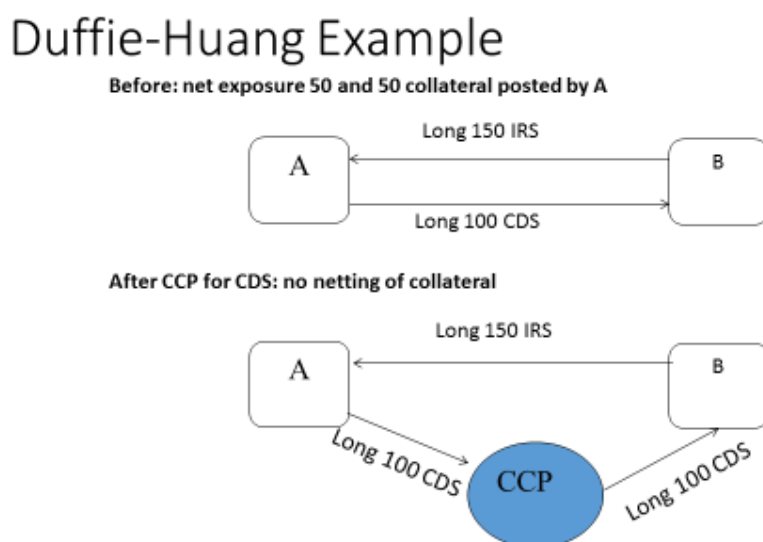 Duffie-Huang Example
Before: net exposure 50 and 50 collateral posted by A
Long 150 IRS
A
B
Long 100 CDS
After CCP for CDS: no netting of collateral
Long 150 IRS
A
B
Long 100 CDS
CCP
Long 100 CDS